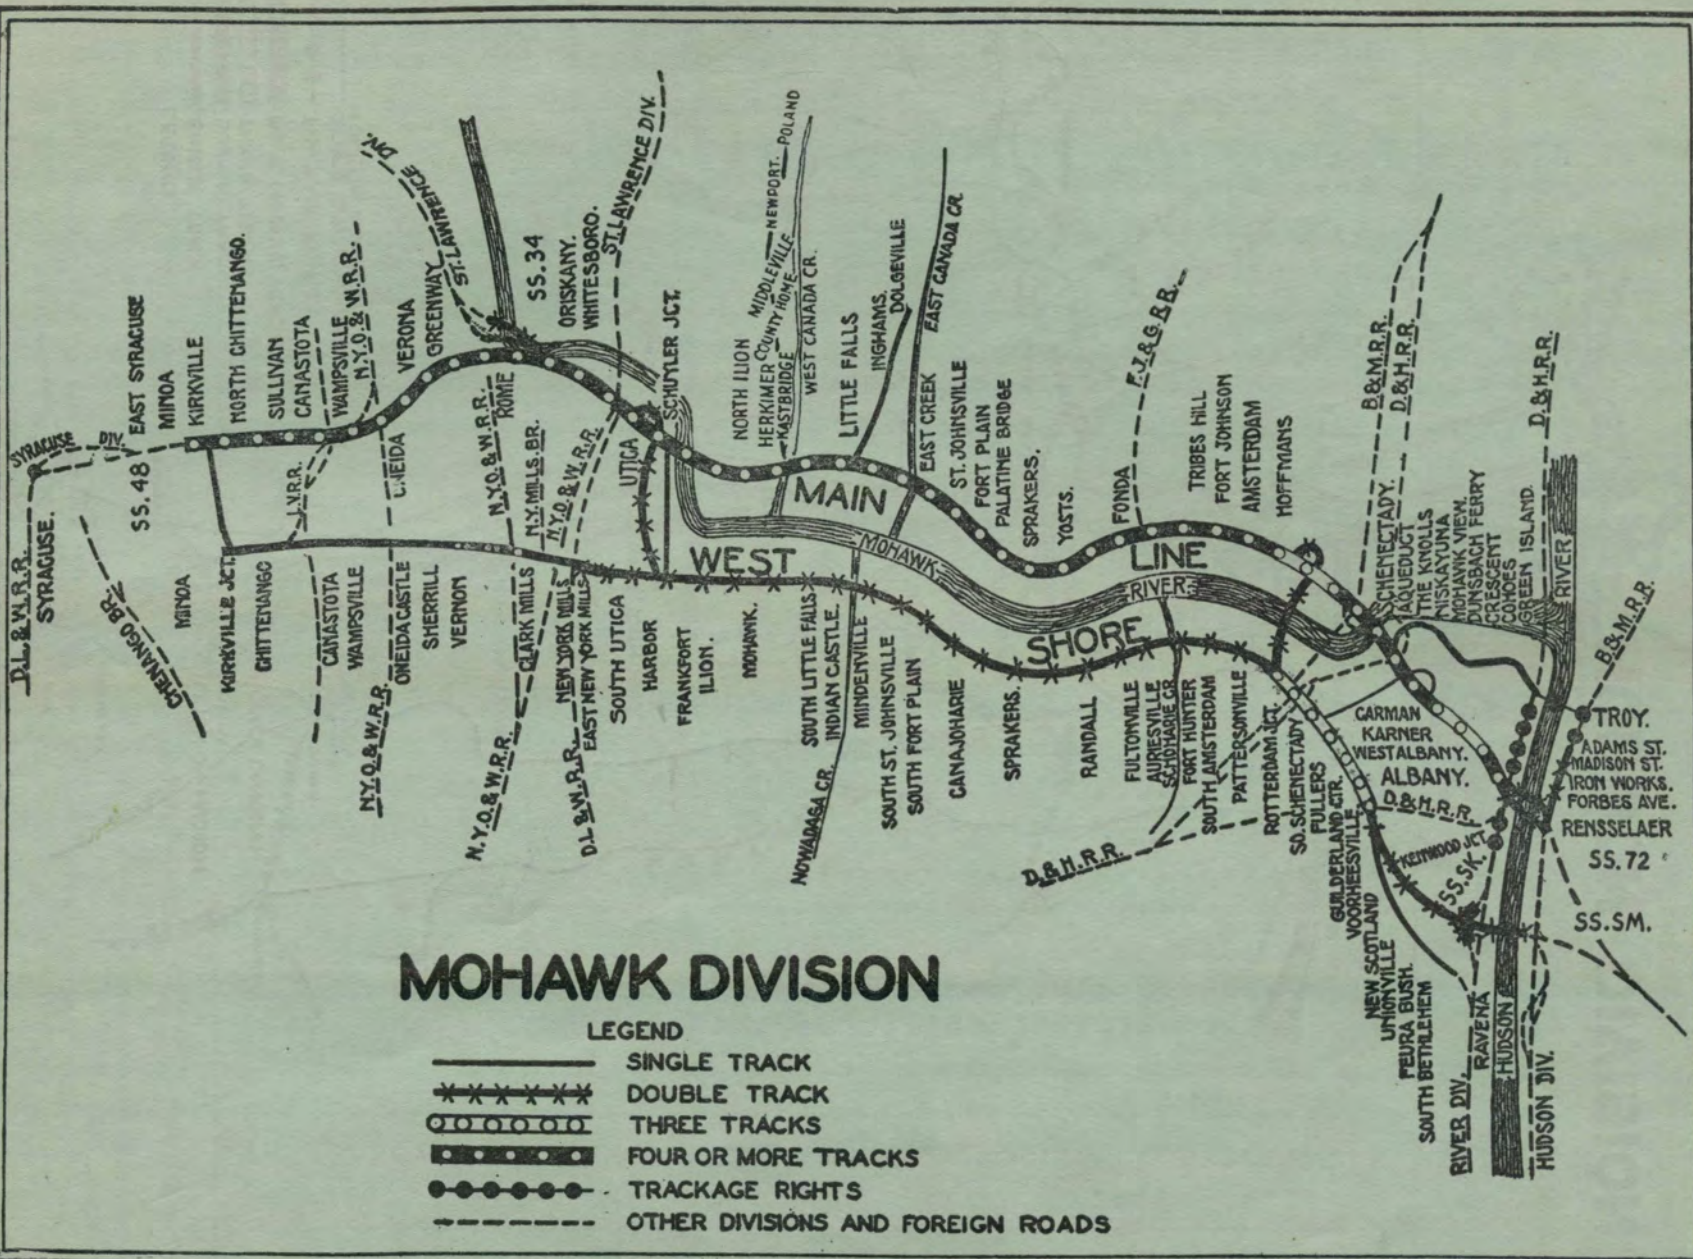 D.L. & W.R.R.
SYRACUSE.
SYRACUSE DIV.
CHENANGO BR.
SS. 48
EAST SYRACUSE
MINOA
KIRKVILLE
NORTH CHITTENANGO.
SULLIVAN
CANASTOTA
WAMPSVILLE
N.Y.O. & W.R.R.
VERONA
GREENWAY
ST. LAWRENCE DIV.
ROME
SS. 34
ORISKANY.
WHITESBORO.
ST. LAWRENCE DIV.
UTICA
SCHUYLER JCT.
NORTH ILION
HERKIMER
KASTBRIDGE
COUNTY HOME
MIDDLEVILLE
NEWPORT.
POLAND
WEST CANADA CR.
LITTLE FALLS
INGHAMS.
DOLGEVILLE
EAST CANADA CR.
EAST CREEK
ST. JOHNSVILLE
FORT PLAIN
PALATINE BRIDGE
SPRAKERS.
YOSTS.
FONDA
F.J. & G.R.R.
TRIBES HILL
FORT JOHNSON
AMSTERDAM
HOFFMANS
B. & M.R.R.
D. & H.R.R.
SCHENECTADY.
AQUEDUCT
THE KNOLLS
NISKAYUNA
MOHAWK VIEW.
DUNSBACH FERRY
CRESCENT
COHOES
GREEN ISLAND.
D. & H.R.R.
RIVER
B. & M.R.R.
L.V.R.R.
ONEIDA
N.Y.O. & W.R.R.
N.Y. MILLS. BR.
N.Y.O. & W.R.R.
MAIN LINE
WEST SHORE
MOHAWK RIVER
MINOA
KIRKVILLE JCT.
CHITTENANGO
CANASTOTA
WAMPSVILLE
N.Y.O. & W.R.R.
ONEIDA CASTLE
SHERRILL
VERNON
N.Y.O. & W.R.R.
CLARK MILLS
D.L. & W.R.R.
NEW YORK MILLS
EAST NEW YORK MILLS
SOUTH UTICA
HARBOR
FRANKFORT
ILION.
MOHAWK.
SOUTH LITTLE FALLS
INDIAN CASTLE.
NOWADAGA CR.
MINDENVILLE
SOUTH ST. JOHNSVILLE
SOUTH FORT PLAIN
CANAJOHARIE
SPRAKERS.
RANDALL
FULTONVILLE
AURIESVILLE
SCHOHARIE CR.
FORT HUNTER
SOUTH AMSTERDAM
PATTERSONVILLE
D. & H.R.R.
ROTTERDAM JCT.
SO. SCHENECTADY
FULLERS
GUILDERLAND CTR.
VOORHEESVILLE
NEW SCOTLAND
UNIONVILLE
FEURA BUSH.
SOUTH BETHLEHEM
RIVER DIV.
RAVENA
HUDSON
HUDSON DIV.
CARMAN
KARNER
WEST ALBANY.
ALBANY.
D. & H.R.R.
KENWOOD JCT.
SS. SK.
TROY.
ADAMS ST.
MADISON ST.
IRON WORKS.
FORBES AVE.
RENSSELAER
SS. 72
SS. SM.
MOHAWK DIVISION
LEGEND
SINGLE TRACK
DOUBLE TRACK
THREE TRACKS
FOUR OR MORE TRACKS
TRACKAGE RIGHTS
OTHER DIVISIONS AND FOREIGN ROADS